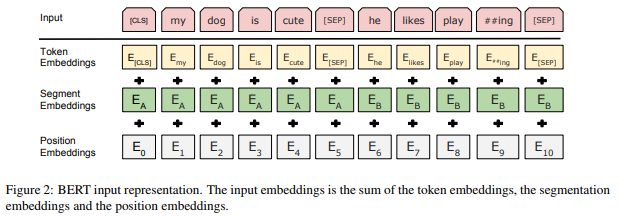 Input [CLS] my dog is cute [SEP] he likes play ##ing [SEP]
Token Embeddings E[CLS] Emy Edog Eis Ecute E[SEP] Ehe Elikes Eplay E##ing E[SEP]
+ + + + + + + + + + +
Segment Embeddings EA EA EA EA EA EA EB EB EB EB EB
+ + + + + + + + + + +
Position Embeddings E0 E1 E2 E3 E4 E5 E6 E7 E8 E9 E10
Figure 2: BERT input representation. The input embeddings is the sum of the token embeddings, the segmentation
embeddings and the position embeddings.